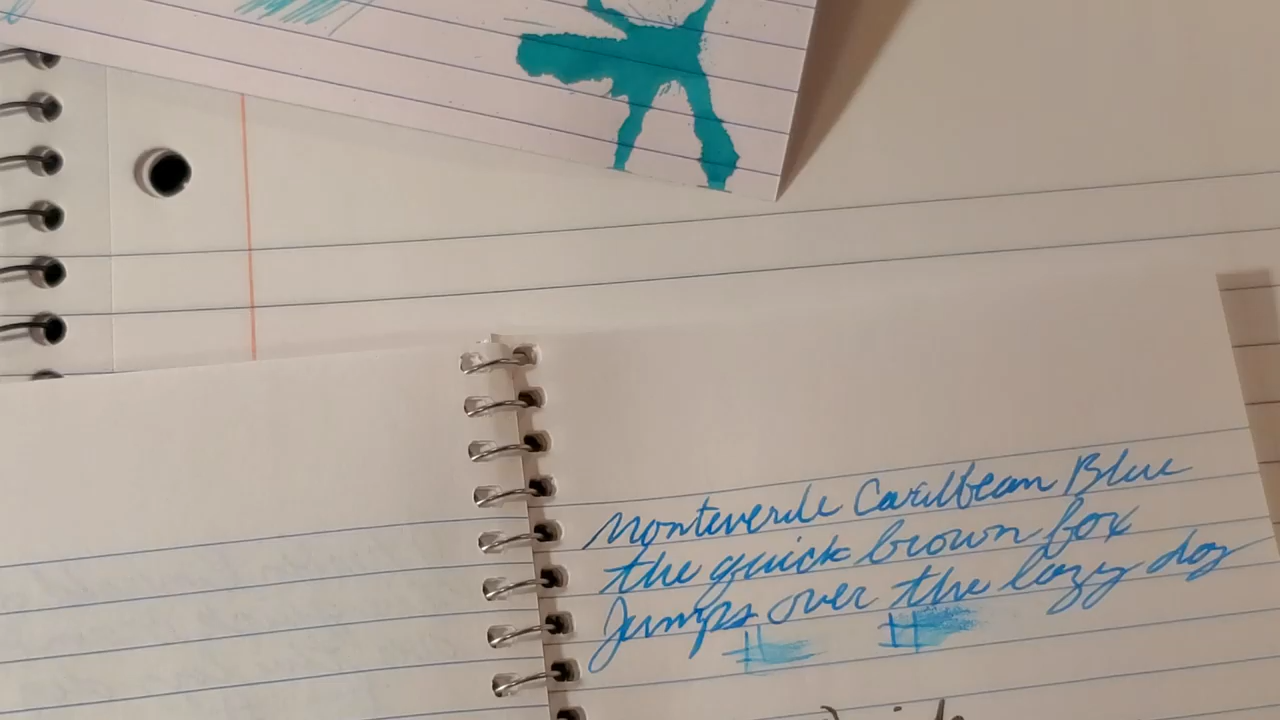 Monteverde Caribbean Blue
the quick brown fox
Jumps over the lazy dog